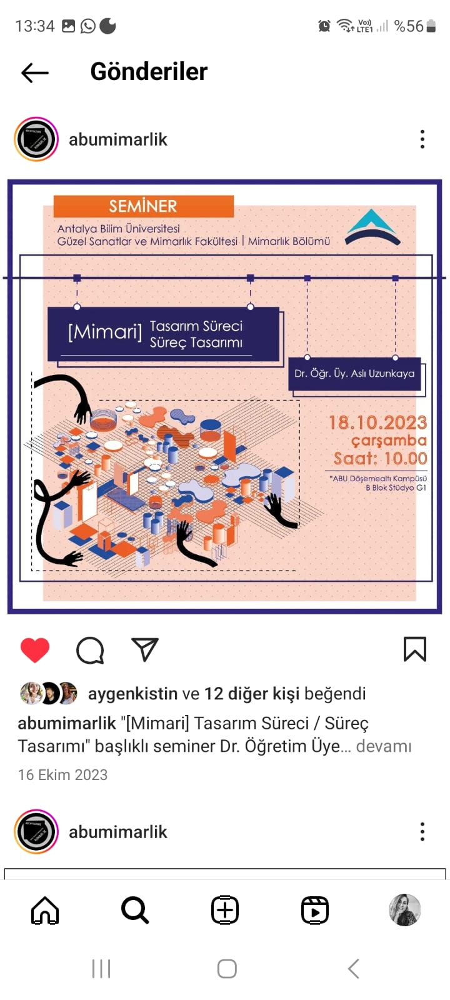 13:34
Vo))
LTE1
%56
Gönderiler
abumimarlik
SEMİNER
Antalya Bilim Üniversitesi
Güzel Sanatlar ve Mimarlık Fakültesi | Mimarlık Bölümü
[Mimari] Tasarım Süreci
Süreç Tasarımı
Dr. Öğr. Üy. Aslı Uzunkaya
18.10.2023
çarşamba
Saat: 10.00
*ABU Döşemealtı Kampüsü
B Blok Stüdyo G1
aygenkistin ve 12 diğer kişi beğendi
abumimarlik "[Mimari] Tasarım Süreci / Süreç
Tasarımı" başlıklı seminer Dr. Öğretim Üye... devamı
16 Ekim 2023
abumimarlik